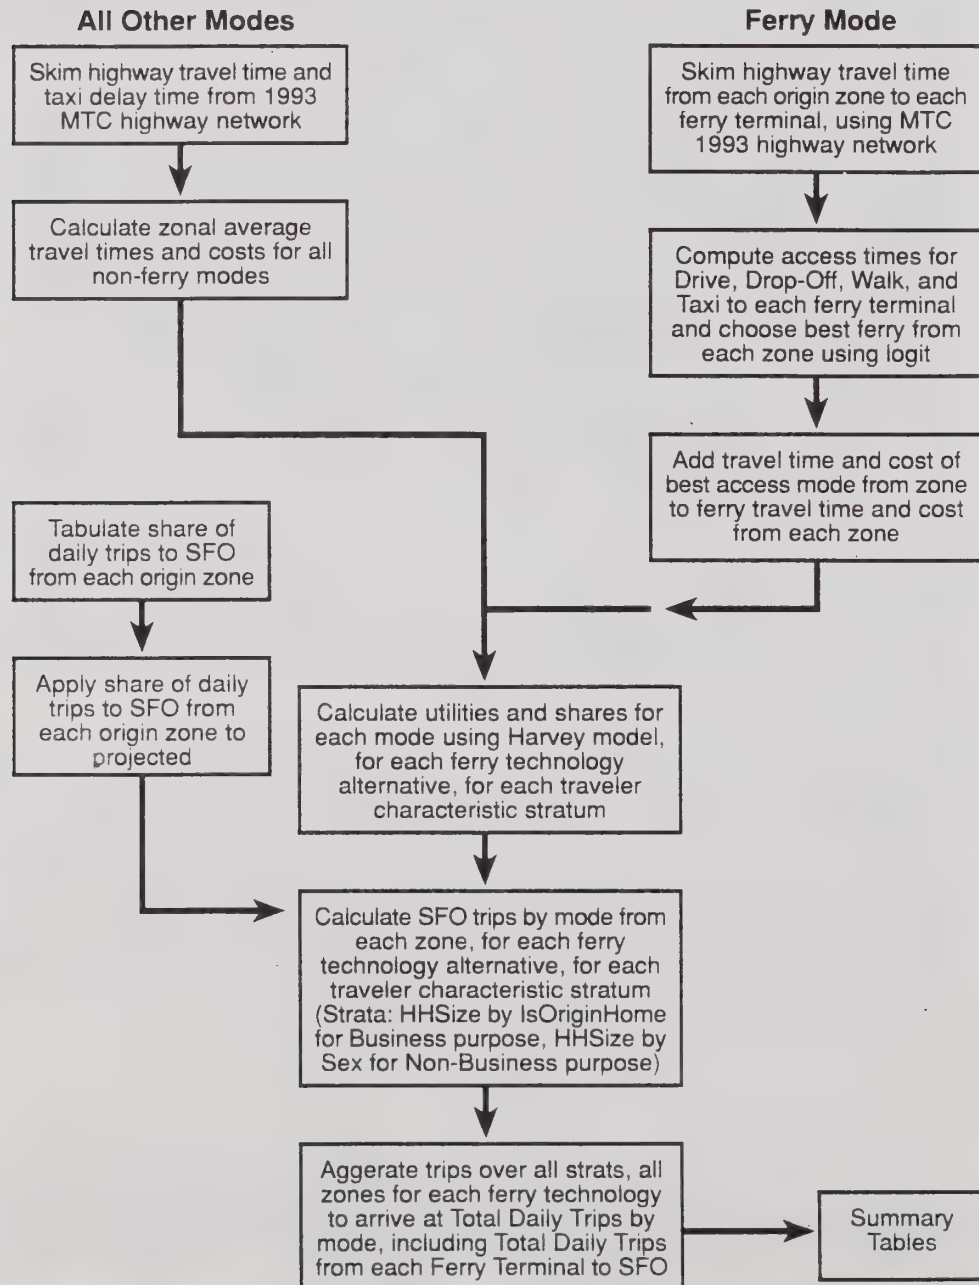 All Other Modes
Skim highway travel time and
taxi delay time from 1993
MTC highway network
Calculate zonal average
travel times and costs for all
non-ferry modes
Ferry Mode
Skim highway travel time
from each origin zone to each
ferry terminal, using MTC
1993 highway network
Compute access times for
Drive, Drop-Off, Walk, and
Taxi to each ferry terminal
and choose best ferry from
each zone using logit
Add travel time and cost of
best access mode from zone
to ferry travel time and cost
from each zone
Tabulate share of
daily trips to SFO
from each origin zone
Apply share of daily
trips to SFO from
each origin zone to
projected
Calculate utilities and shares for
each mode using Harvey model,
for each ferry technology
alternative, for each traveler
characteristic stratum
Calculate SFO trips by mode from
each zone, for each ferry
technology alternative, for each
traveler characteristic stratum
(Strata: HHSize by IsOriginHome
for Business purpose, HHSize by
Sex for Non-Business purpose)
Aggerate trips over all strats, all
zones for each ferry technology
to arrive at Total Daily Trips by
mode, including Total Daily Trips
from each Ferry Terminal to SFO
Summary
Tables